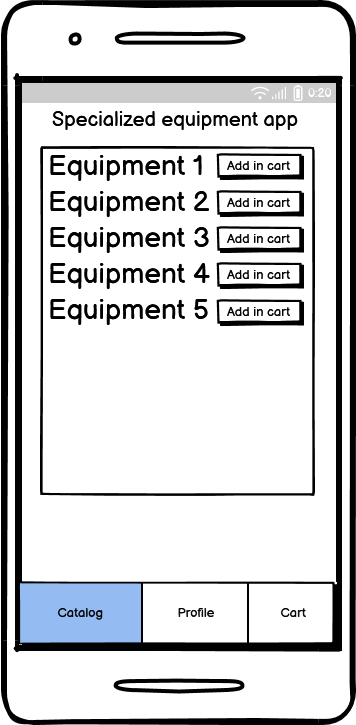 0:20
Specialized equipment app
Equipment 1 Add in cart
Equipment 2 Add in cart
Equipment 3 Add in cart
Equipment 4 Add in cart
Equipment 5 Add in cart
Catalog Profile Cart